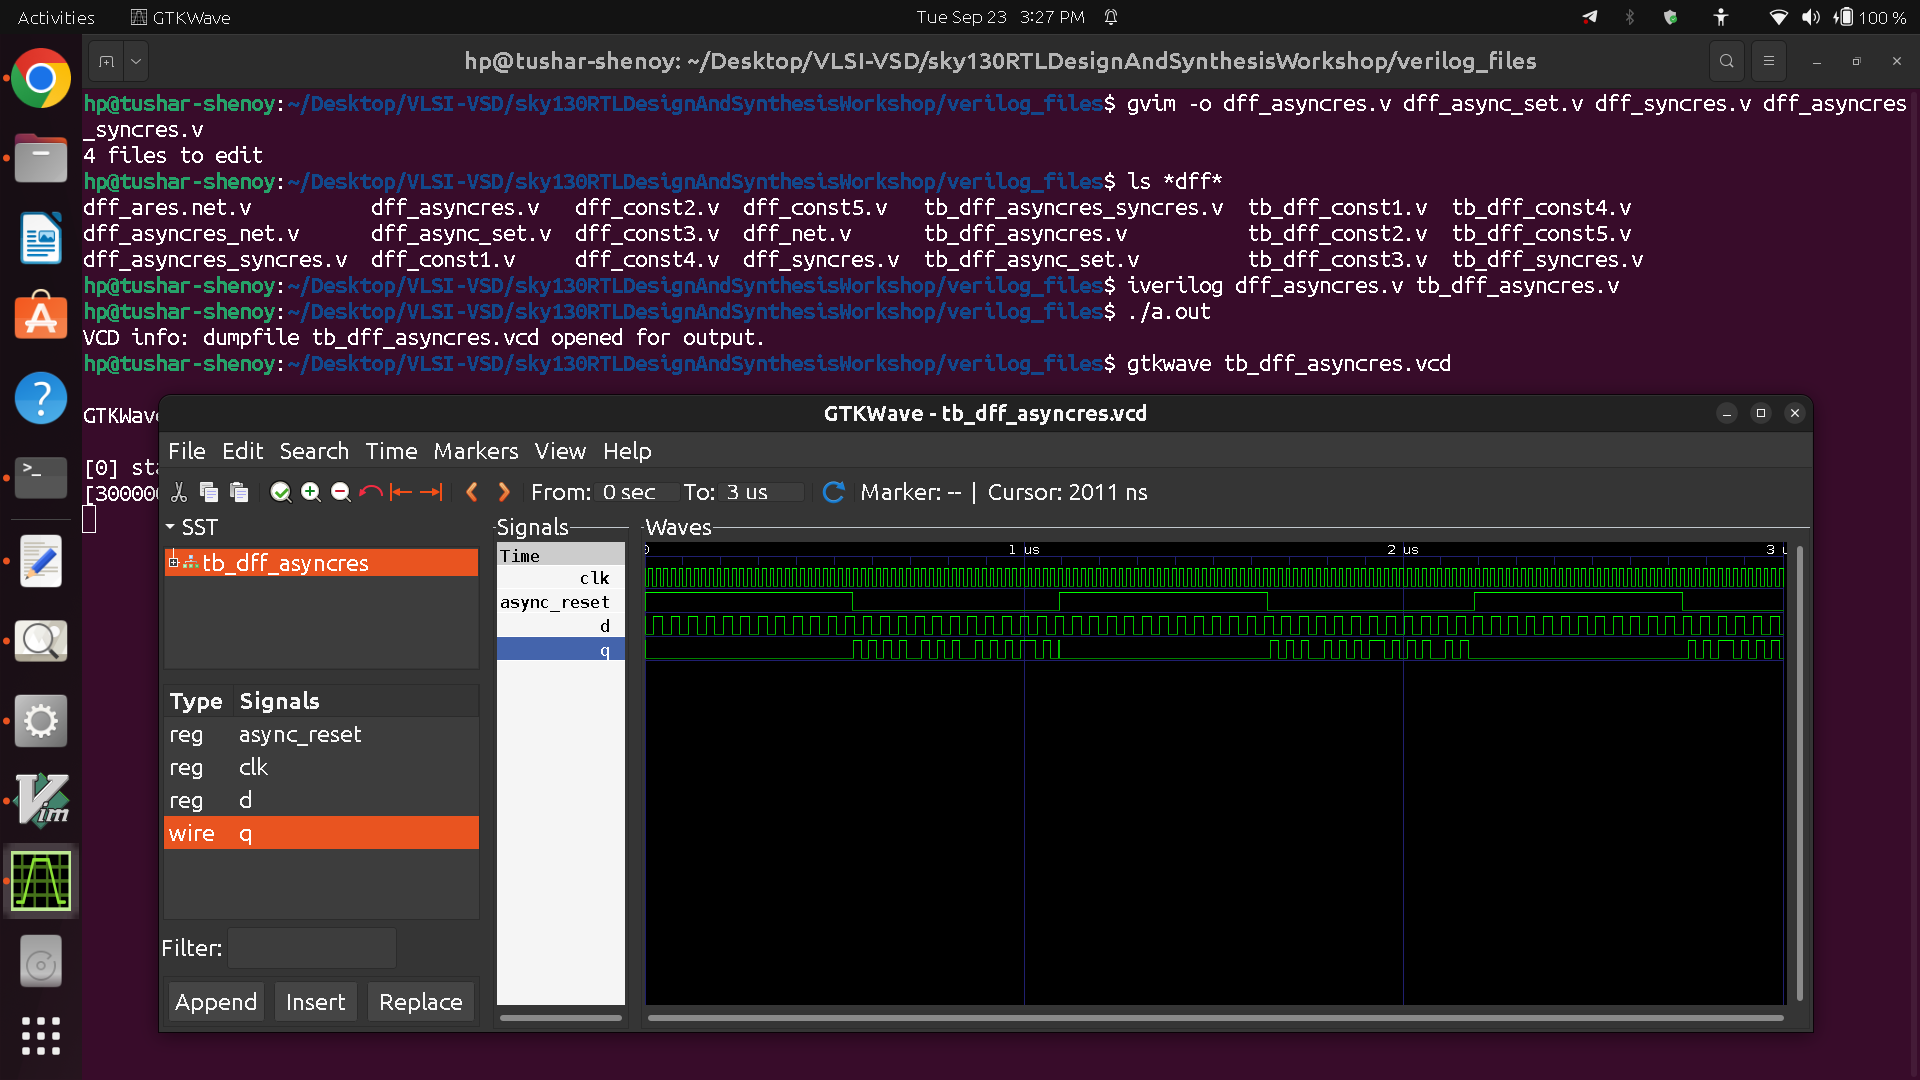 Activities GTKWave Tue Sep 23 3:27 PM 100 %
hp@tushar-shenoy: ~/Desktop/VLSI-VSD/sky130RTLDesignAndSynthesisWorkshop/verilog_files
hp@tushar-shenoy:~/Desktop/VLSI-VSD/sky130RTLDesignAndSynthesisWorkshop/verilog_files$ gvim -o dff_asyncres.v dff_async_set.v dff_syncres.v dff_asyncres
_syncres.v
4 files to edit
hp@tushar-shenoy:~/Desktop/VLSI-VSD/sky130RTLDesignAndSynthesisWorkshop/verilog_files$ ls *dff*
dff_ares.net.v dff_asyncres.v dff_const2.v dff_const5.v tb_dff_asyncres_syncres.v tb_dff_const1.v tb_dff_const4.v
dff_asyncres_net.v dff_async_set.v dff_const3.v dff_net.v tb_dff_asyncres.v tb_dff_const2.v tb_dff_const5.v
dff_asyncres_syncres.v dff_const1.v dff_const4.v dff_syncres.v tb_dff_async_set.v tb_dff_const3.v tb_dff_syncres.v
hp@tushar-shenoy:~/Desktop/VLSI-VSD/sky130RTLDesignAndSynthesisWorkshop/verilog_files$ iverilog dff_asyncres.v tb_dff_asyncres.v
hp@tushar-shenoy:~/Desktop/VLSI-VSD/sky130RTLDesignAndSynthesisWorkshop/verilog_files$ ./a.out
VCD info: dumpfile tb_dff_asyncres.vcd opened for output.
hp@tushar-shenoy:~/Desktop/VLSI-VSD/sky130RTLDesignAndSynthesisWorkshop/verilog_files$ gtkwave tb_dff_asyncres.vcd
GTKWave
[0] sta
[300000
GTKWave - tb_dff_asyncres.vcd
File Edit Search Time Markers View Help
From: 0 sec To: 3 us Marker: -- | Cursor: 2011 ns
SST
tb_dff_asyncres
Type Signals
reg async_reset
reg clk
reg d
wire q
Filter:
Append Insert Replace
Signals
Time
clk
async_reset
d
q
Waves
0 1 us 2 us 3 u